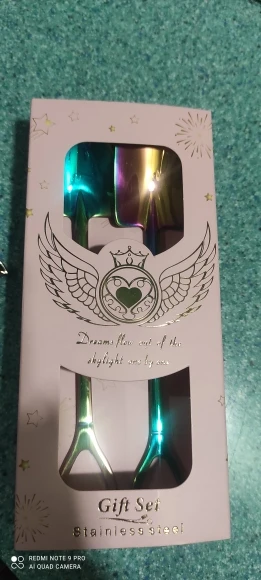 Dreams flow out of the
skylight one by one
Gift Set
Stainless steel
REDMI NOTE 9 PRO
AI QUAD CAMERA